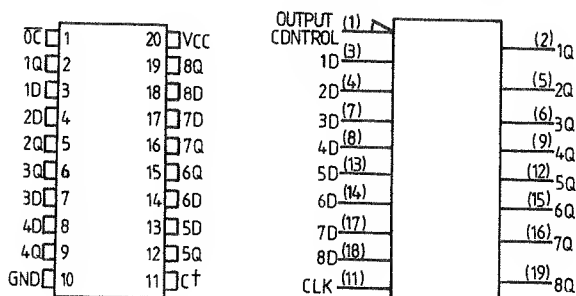 O̅C̅ 1 20 VCC
1Q 2 19 8Q
1D 3 18 8D
2D 4 17 7D
2Q 5 16 7Q
3Q 6 15 6Q
3D 7 14 6D
4D 8 13 5D
4Q 9 12 5Q
GND 10 11 C†
OUTPUT
CONTROL (1)
1D (3)
2D (4)
3D (7)
4D (8)
5D (13)
6D (14)
7D (17)
8D (18)
CLK (11)
(2) 1Q
(5) 2Q
(6) 3Q
(9) 4Q
(12) 5Q
(15) 6Q
(16) 7Q
(19) 8Q